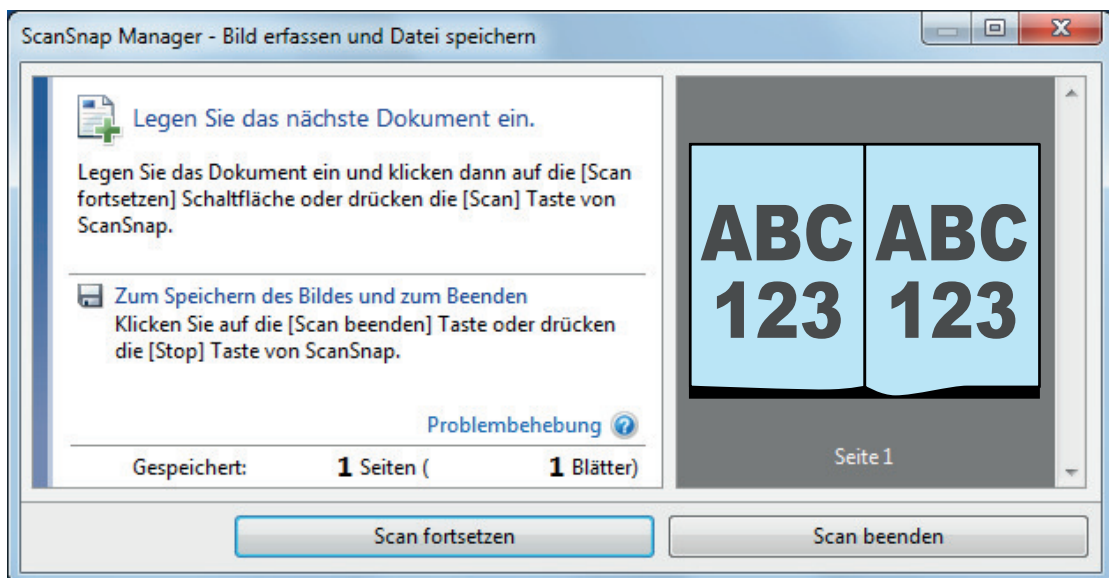 ScanSnap Manager - Bild erfassen und Datei speichern
Legen Sie das nächste Dokument ein.
Legen Sie das Dokument ein und klicken dann auf die [Scan
fortsetzen] Schaltfläche oder drücken die [Scan] Taste von
ScanSnap.
Zum Speichern des Bildes und zum Beenden
Klicken Sie auf die [Scan beenden] Taste oder drücken
die [Stop] Taste von ScanSnap.
Problembehebung ?
Gespeichert: 1 Seiten ( 1 Blätter)
ABC ABC
123 123
Seite 1
Scan fortsetzen
Scan beenden